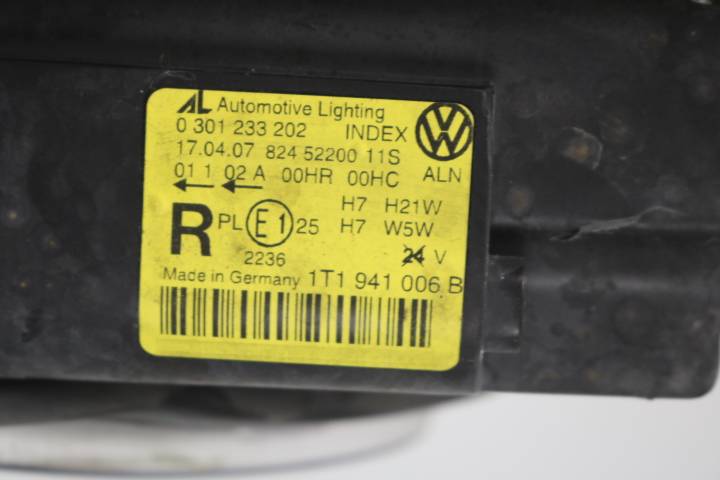 AL Automotive Lighting
0 301 233 202 INDEX
17.04.07 824 52200 11S
01 1 02 A 00HR 00HC ALN
H7 H21W
R PL E1 25 H7 W5W
2236 24 V
Made in Germany 1T1 941 006 B